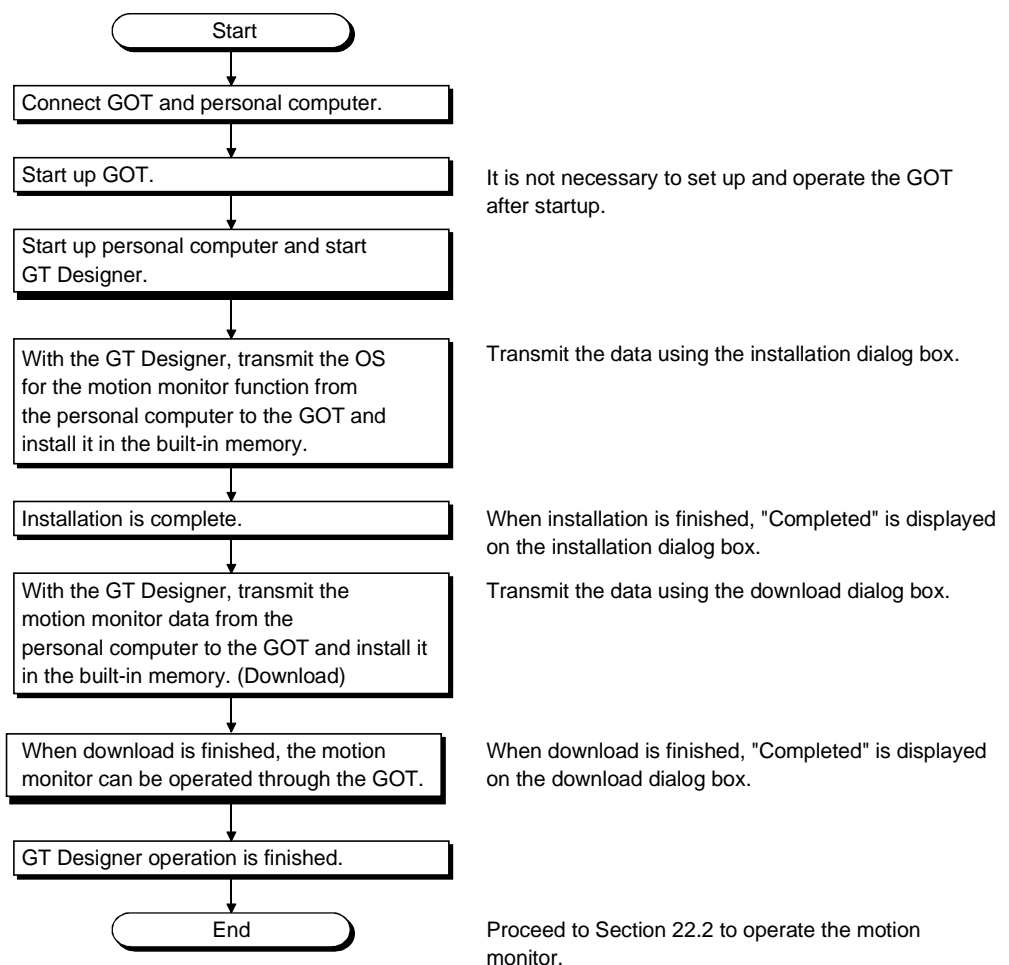 Start
Connect GOT and personal computer.
Start up GOT.
It is not necessary to set up and operate the GOT
after startup.
Start up personal computer and start
GT Designer.
With the GT Designer, transmit the OS
for the motion monitor function from
the personal computer to the GOT and
install it in the built-in memory.
Transmit the data using the installation dialog box.
Installation is complete.
When installation is finished, "Completed" is displayed
on the installation dialog box.
With the GT Designer, transmit the
motion monitor data from the
personal computer to the GOT and install it
in the built-in memory. (Download)
Transmit the data using the download dialog box.
When download is finished, the motion
monitor can be operated through the GOT.
When download is finished, "Completed" is displayed
on the download dialog box.
GT Designer operation is finished.
End
Proceed to Section 22.2 to operate the motion
monitor.